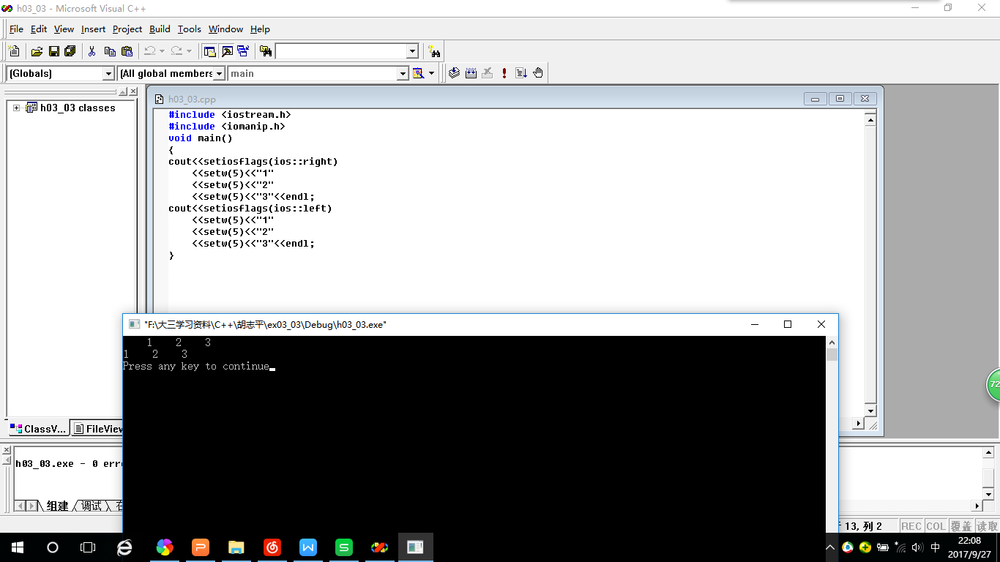 h03_03 - Microsoft Visual C++
File Edit View Insert Project Build Tools Window Help
(Globals) (All global members main
h03_03 classes
h03_03.cpp
#include <iostream.h>
#include <iomanip.h>
void main()
{
cout<<setiosflags(ios::right)
<<setw(5)<<"1"
<<setw(5)<<"2"
<<setw(5)<<"3"<<endl;
cout<<setiosflags(ios::left)
<<setw(5)<<"1"
<<setw(5)<<"2"
<<setw(5)<<"3"<<endl;
}
"F:\大三学习资料\C++\胡志平\ex03_03\Debug\h03_03.exe"
1 2 3
1 2 3
Press any key to continue
72
ClassV... FileView
h03_03.exe - 0 erro
组建 调试 在
13, 列 2 REC COL 覆盖 读取
中
22:08
2017/9/27